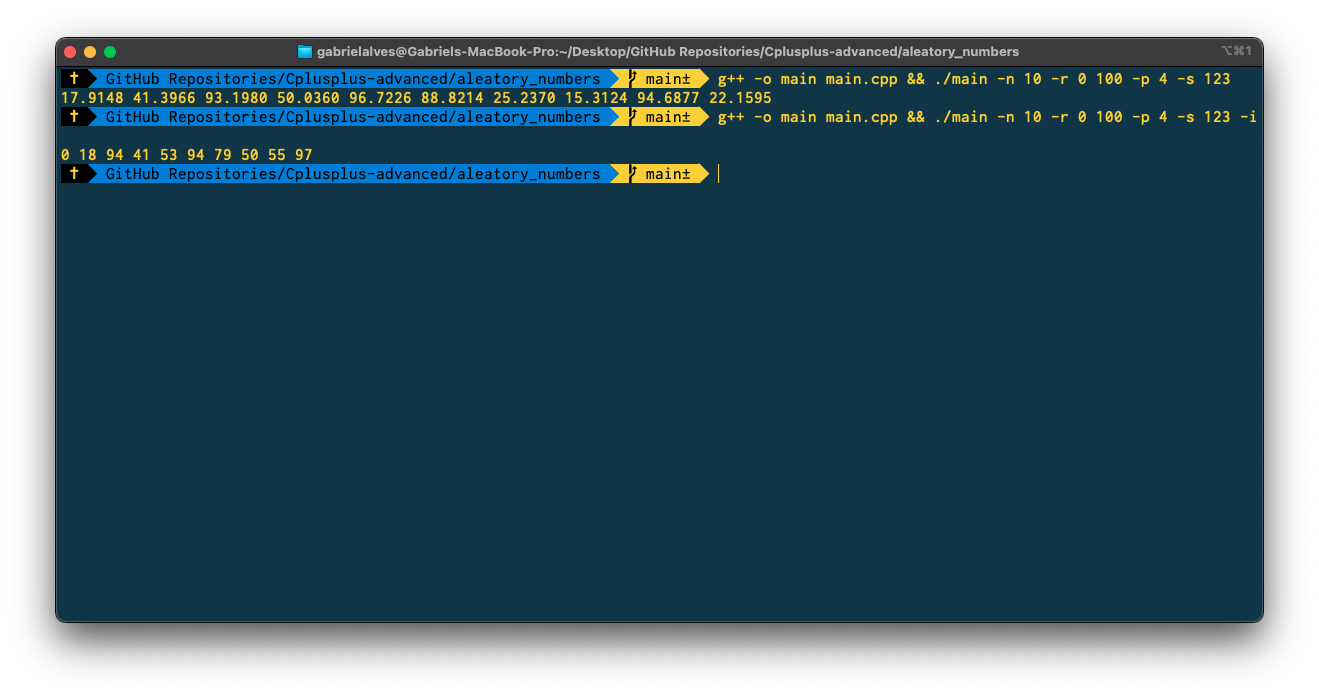 gabrielalves@Gabriels-MacBook-Pro:~/Desktop/GitHub Repositories/Cplusplus-advanced/aleatory_numbers ⌥⌘1
✝ GitHub Repositories/Cplusplus-advanced/aleatory_numbers main± g++ -o main main.cpp && ./main -n 10 -r 0 100 -p 4 -s 123
17.9148 41.3966 93.1980 50.0360 96.7226 88.8214 25.2370 15.3124 94.6877 22.1595
✝ GitHub Repositories/Cplusplus-advanced/aleatory_numbers main± g++ -o main main.cpp && ./main -n 10 -r 0 100 -p 4 -s 123 -i
0 18 94 41 53 94 79 50 55 97
✝ GitHub Repositories/Cplusplus-advanced/aleatory_numbers main±